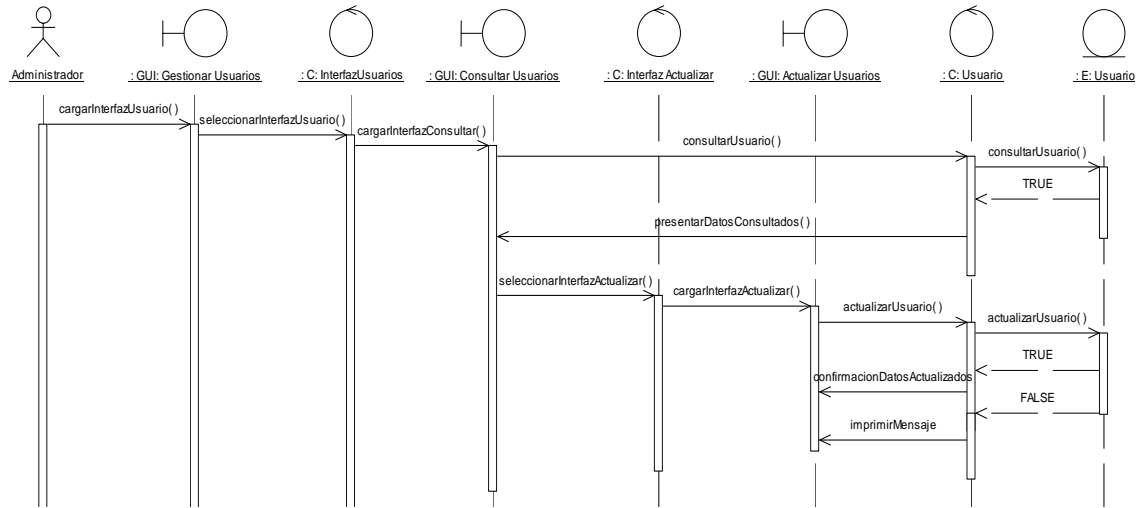 Administrador
: GUI: Gestionar Usuarios
: C: InterfazUsuarios
: GUI: Consultar Usuarios
: C: Interfaz Actualizar
: GUI: Actualizar Usuarios
: C: Usuario
: E: Usuario
cargarInterfazUsuario( )
seleccionarInterfazUsuario( )
cargarInterfazConsultar( )
consultarUsuario( )
consultarUsuario( )
TRUE
presentarDatosConsultados( )
seleccionarInterfazActualizar( )
cargarInterfazActualizar( )
actualizarUsuario( )
actualizarUsuario( )
TRUE
confirmacionDatosActualizados
FALSE
imprimirMensaje